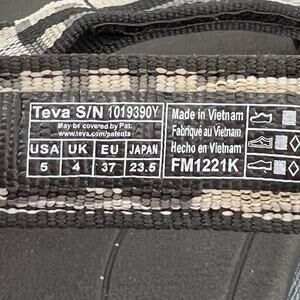 Teva S/N 1019390Y
May be covered by Pat:
www.teva.com/patents
USA UK EU JAPAN
5 4 37 23.5
Made in Vietnam
Fabriqué au Vietnam
Hecho en Vietnam
FM1221K